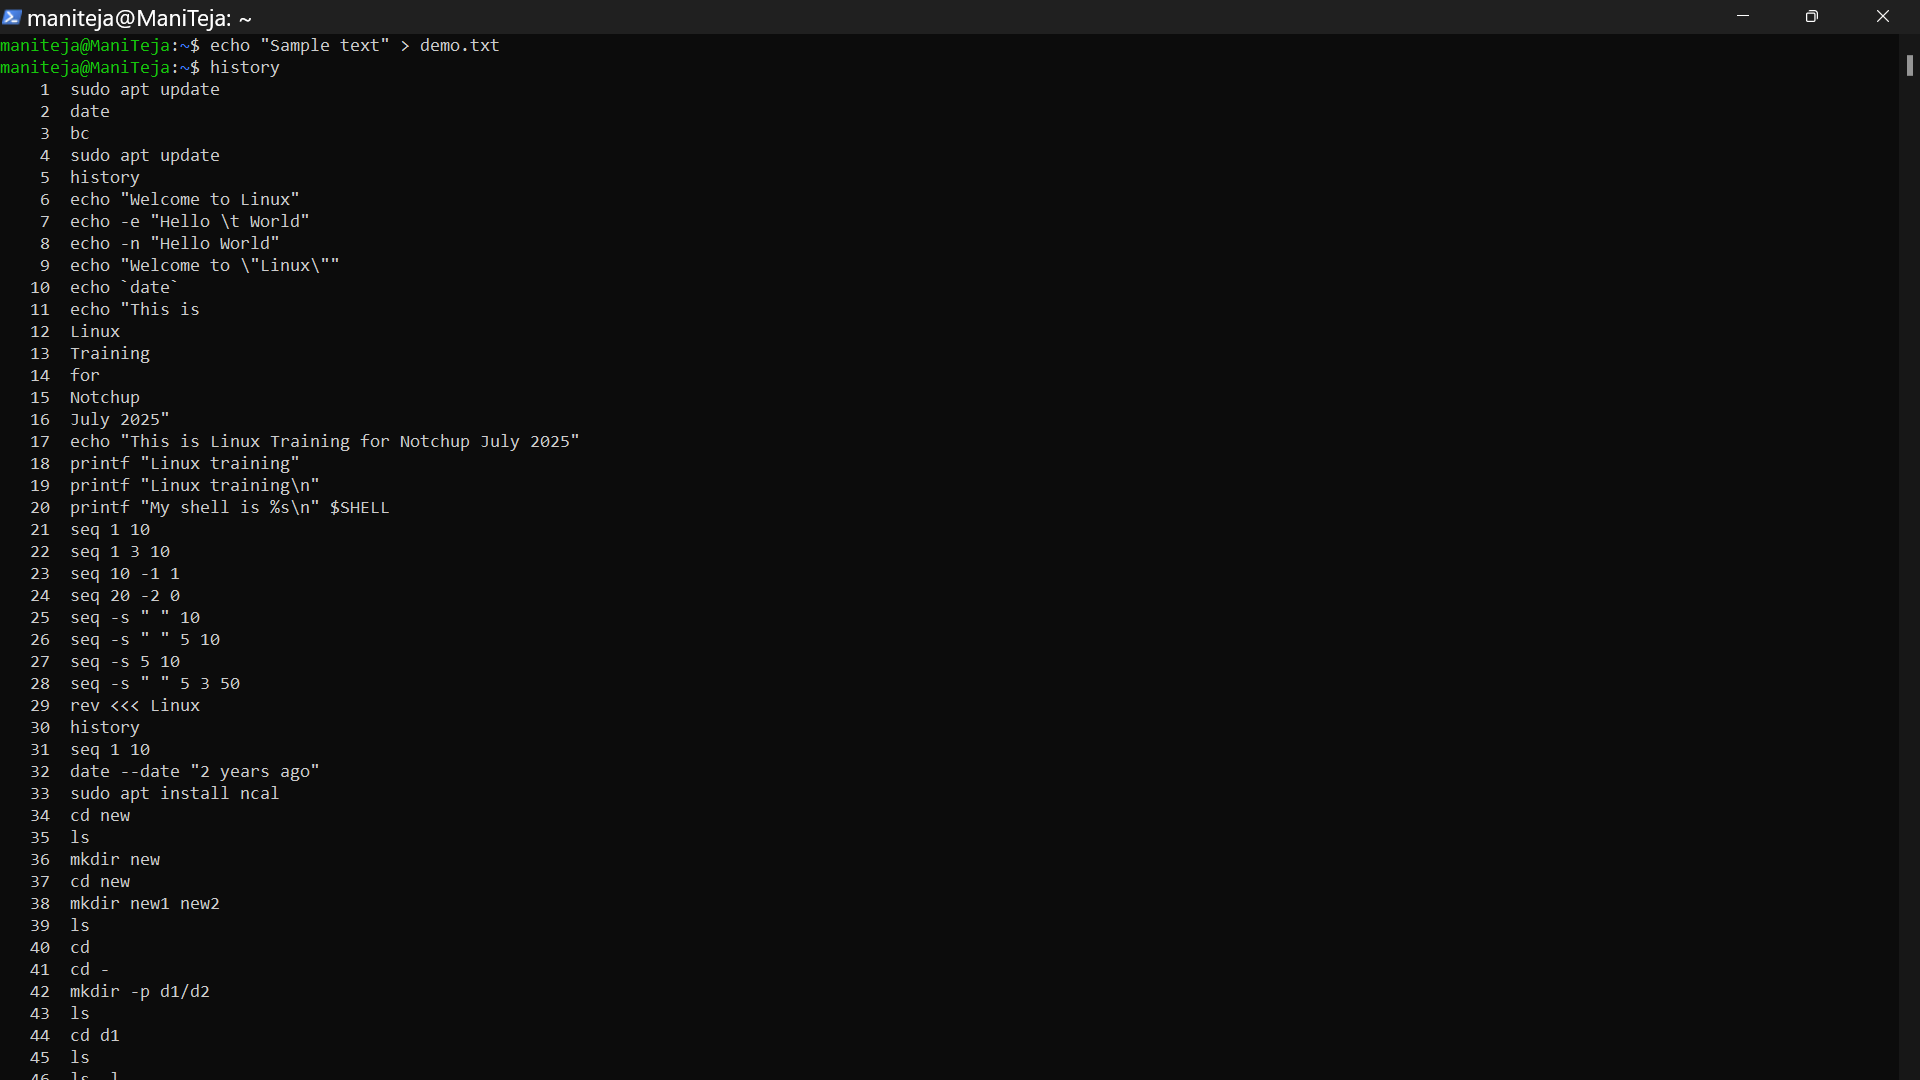 maniteja@ManiTeja: ~
maniteja@ManiTeja:~$ echo "Sample text" > demo.txt
maniteja@ManiTeja:~$ history
1 sudo apt update
2 date
3 bc
4 sudo apt update
5 history
6 echo "Welcome to Linux"
7 echo -e "Hello \t World"
8 echo -n "Hello World"
9 echo "Welcome to \"Linux\""
10 echo `date`
11 echo "This is
12 Linux
13 Training
14 for
15 Notchup
16 July 2025"
17 echo "This is Linux Training for Notchup July 2025"
18 printf "Linux training"
19 printf "Linux training\n"
20 printf "My shell is %s\n" $SHELL
21 seq 1 10
22 seq 1 3 10
23 seq 10 -1 1
24 seq 20 -2 0
25 seq -s " " 10
26 seq -s " " 5 10
27 seq -s 5 10
28 seq -s " " 5 3 50
29 rev <<< Linux
30 history
31 seq 1 10
32 date --date "2 years ago"
33 sudo apt install ncal
34 cd new
35 ls
36 mkdir new
37 cd new
38 mkdir new1 new2
39 ls
40 cd
41 cd -
42 mkdir -p d1/d2
43 ls
44 cd d1
45 ls
46 ls -l